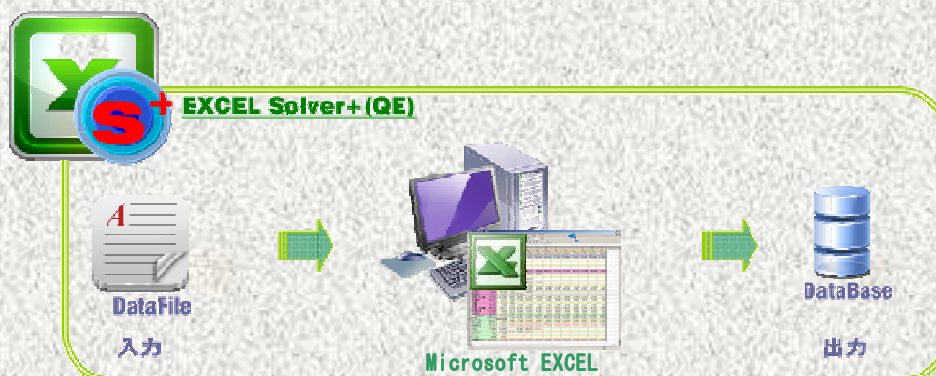 EXCEL Solver+(QE)
DataFile
入力
Microsoft EXCEL
DataBase
出力